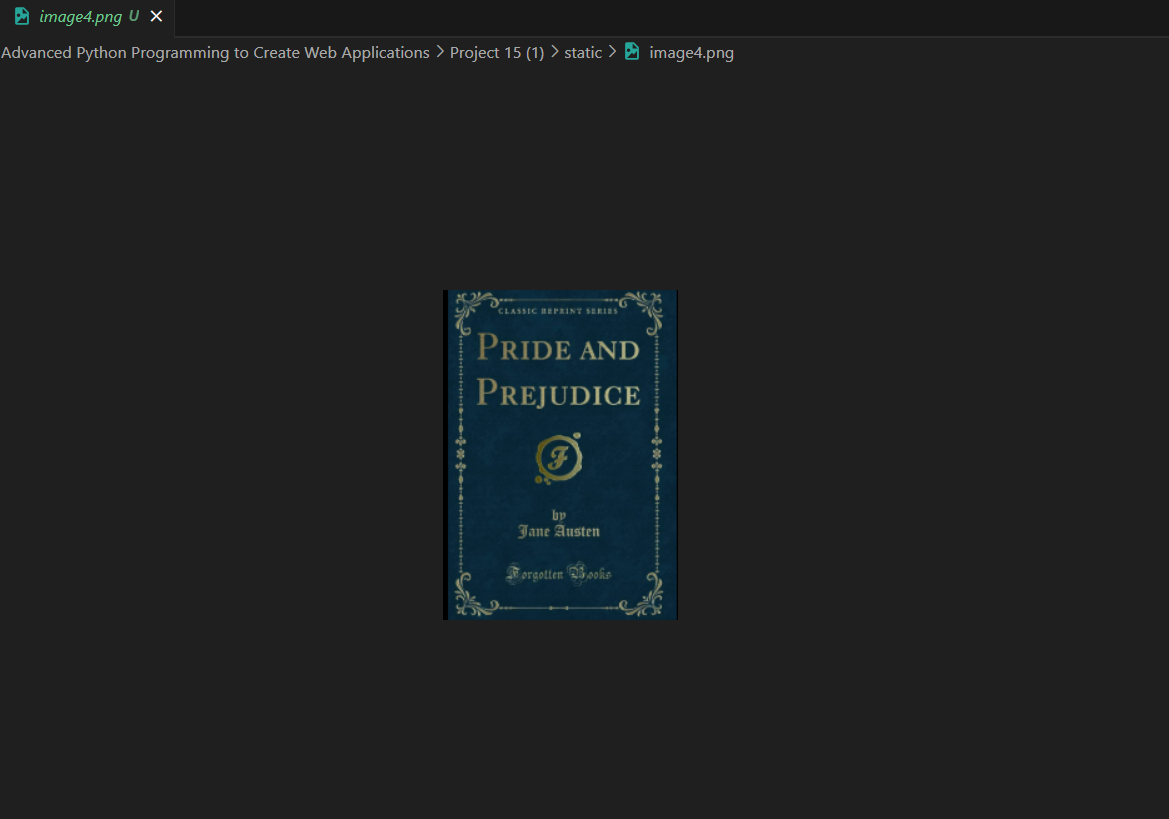 image4.png U
Advanced Python Programming to Create Web Applications > Project 15 (1) > static > image4.png
CLASSIC REPRINT SERIES
PRIDE AND
PREJUDICE
F
by
Jane Austen
Forgotten Books